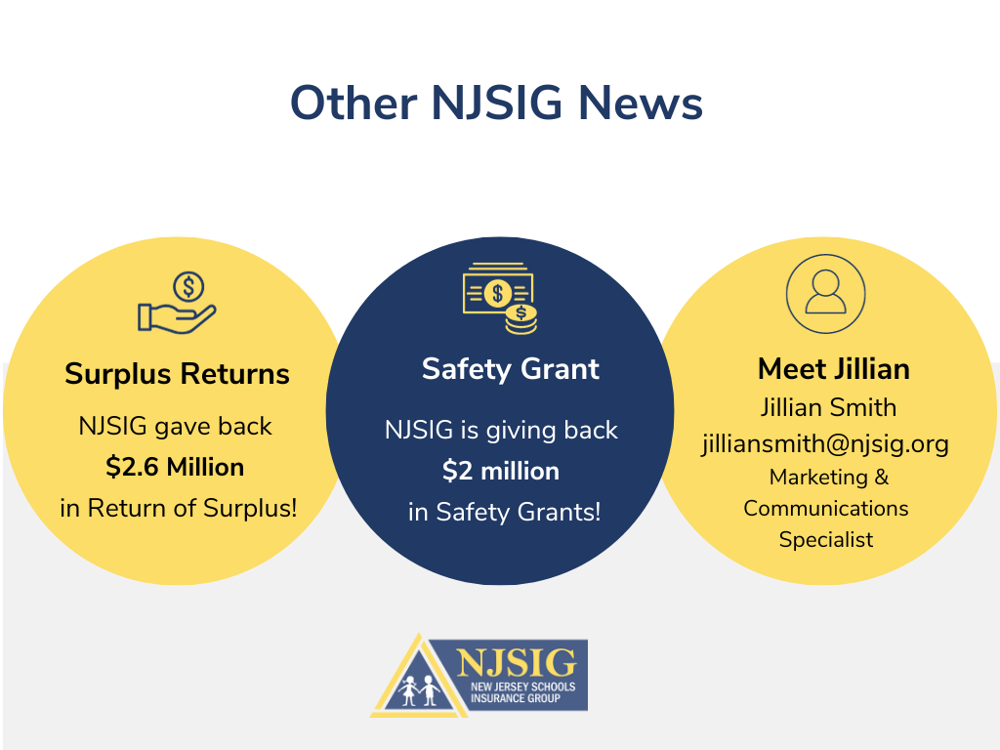 Other NJSIG News
Surplus Returns
NJSIG gave back
$2.6 Million
in Return of Surplus!
Safety Grant
NJSIG is giving back
$2 million
in Safety Grants!
Meet Jillian
Jillian Smith
jilliansmith@njsig.org
Marketing &
Communications
Specialist
NJSIG
NEW JERSEY SCHOOLS
INSURANCE GROUP